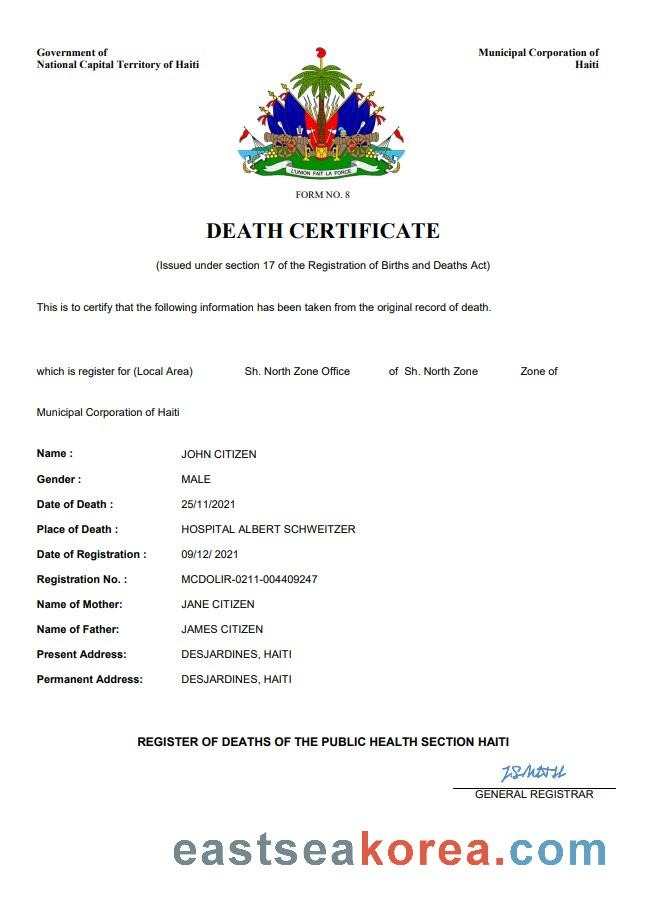 Government of
National Capital Territory of Haiti
Municipal Corporation of
Haiti
L'UNION FAIT LA FORCE
FORM NO. 8
DEATH CERTIFICATE
(Issued under section 17 of the Registration of Births and Deaths Act)
This is to certify that the following information has been taken from the original record of death.
which is register for (Local Area) Sh. North Zone Office of Sh. North Zone Zone of
Municipal Corporation of Haiti
Name : JOHN CITIZEN
Gender : MALE
Date of Death : 25/11/2021
Place of Death : HOSPITAL ALBERT SCHWEITZER
Date of Registration : 09/12/ 2021
Registration No. : MCDOLIR-0211-004409247
Name of Mother: JANE CITIZEN
Name of Father: JAMES CITIZEN
Present Address: DESJARDINES, HAITI
Permanent Address: DESJARDINES, HAITI
REGISTER OF DEATHS OF THE PUBLIC HEALTH SECTION HAITI
GENERAL REGISTRAR
eastseakorea.com